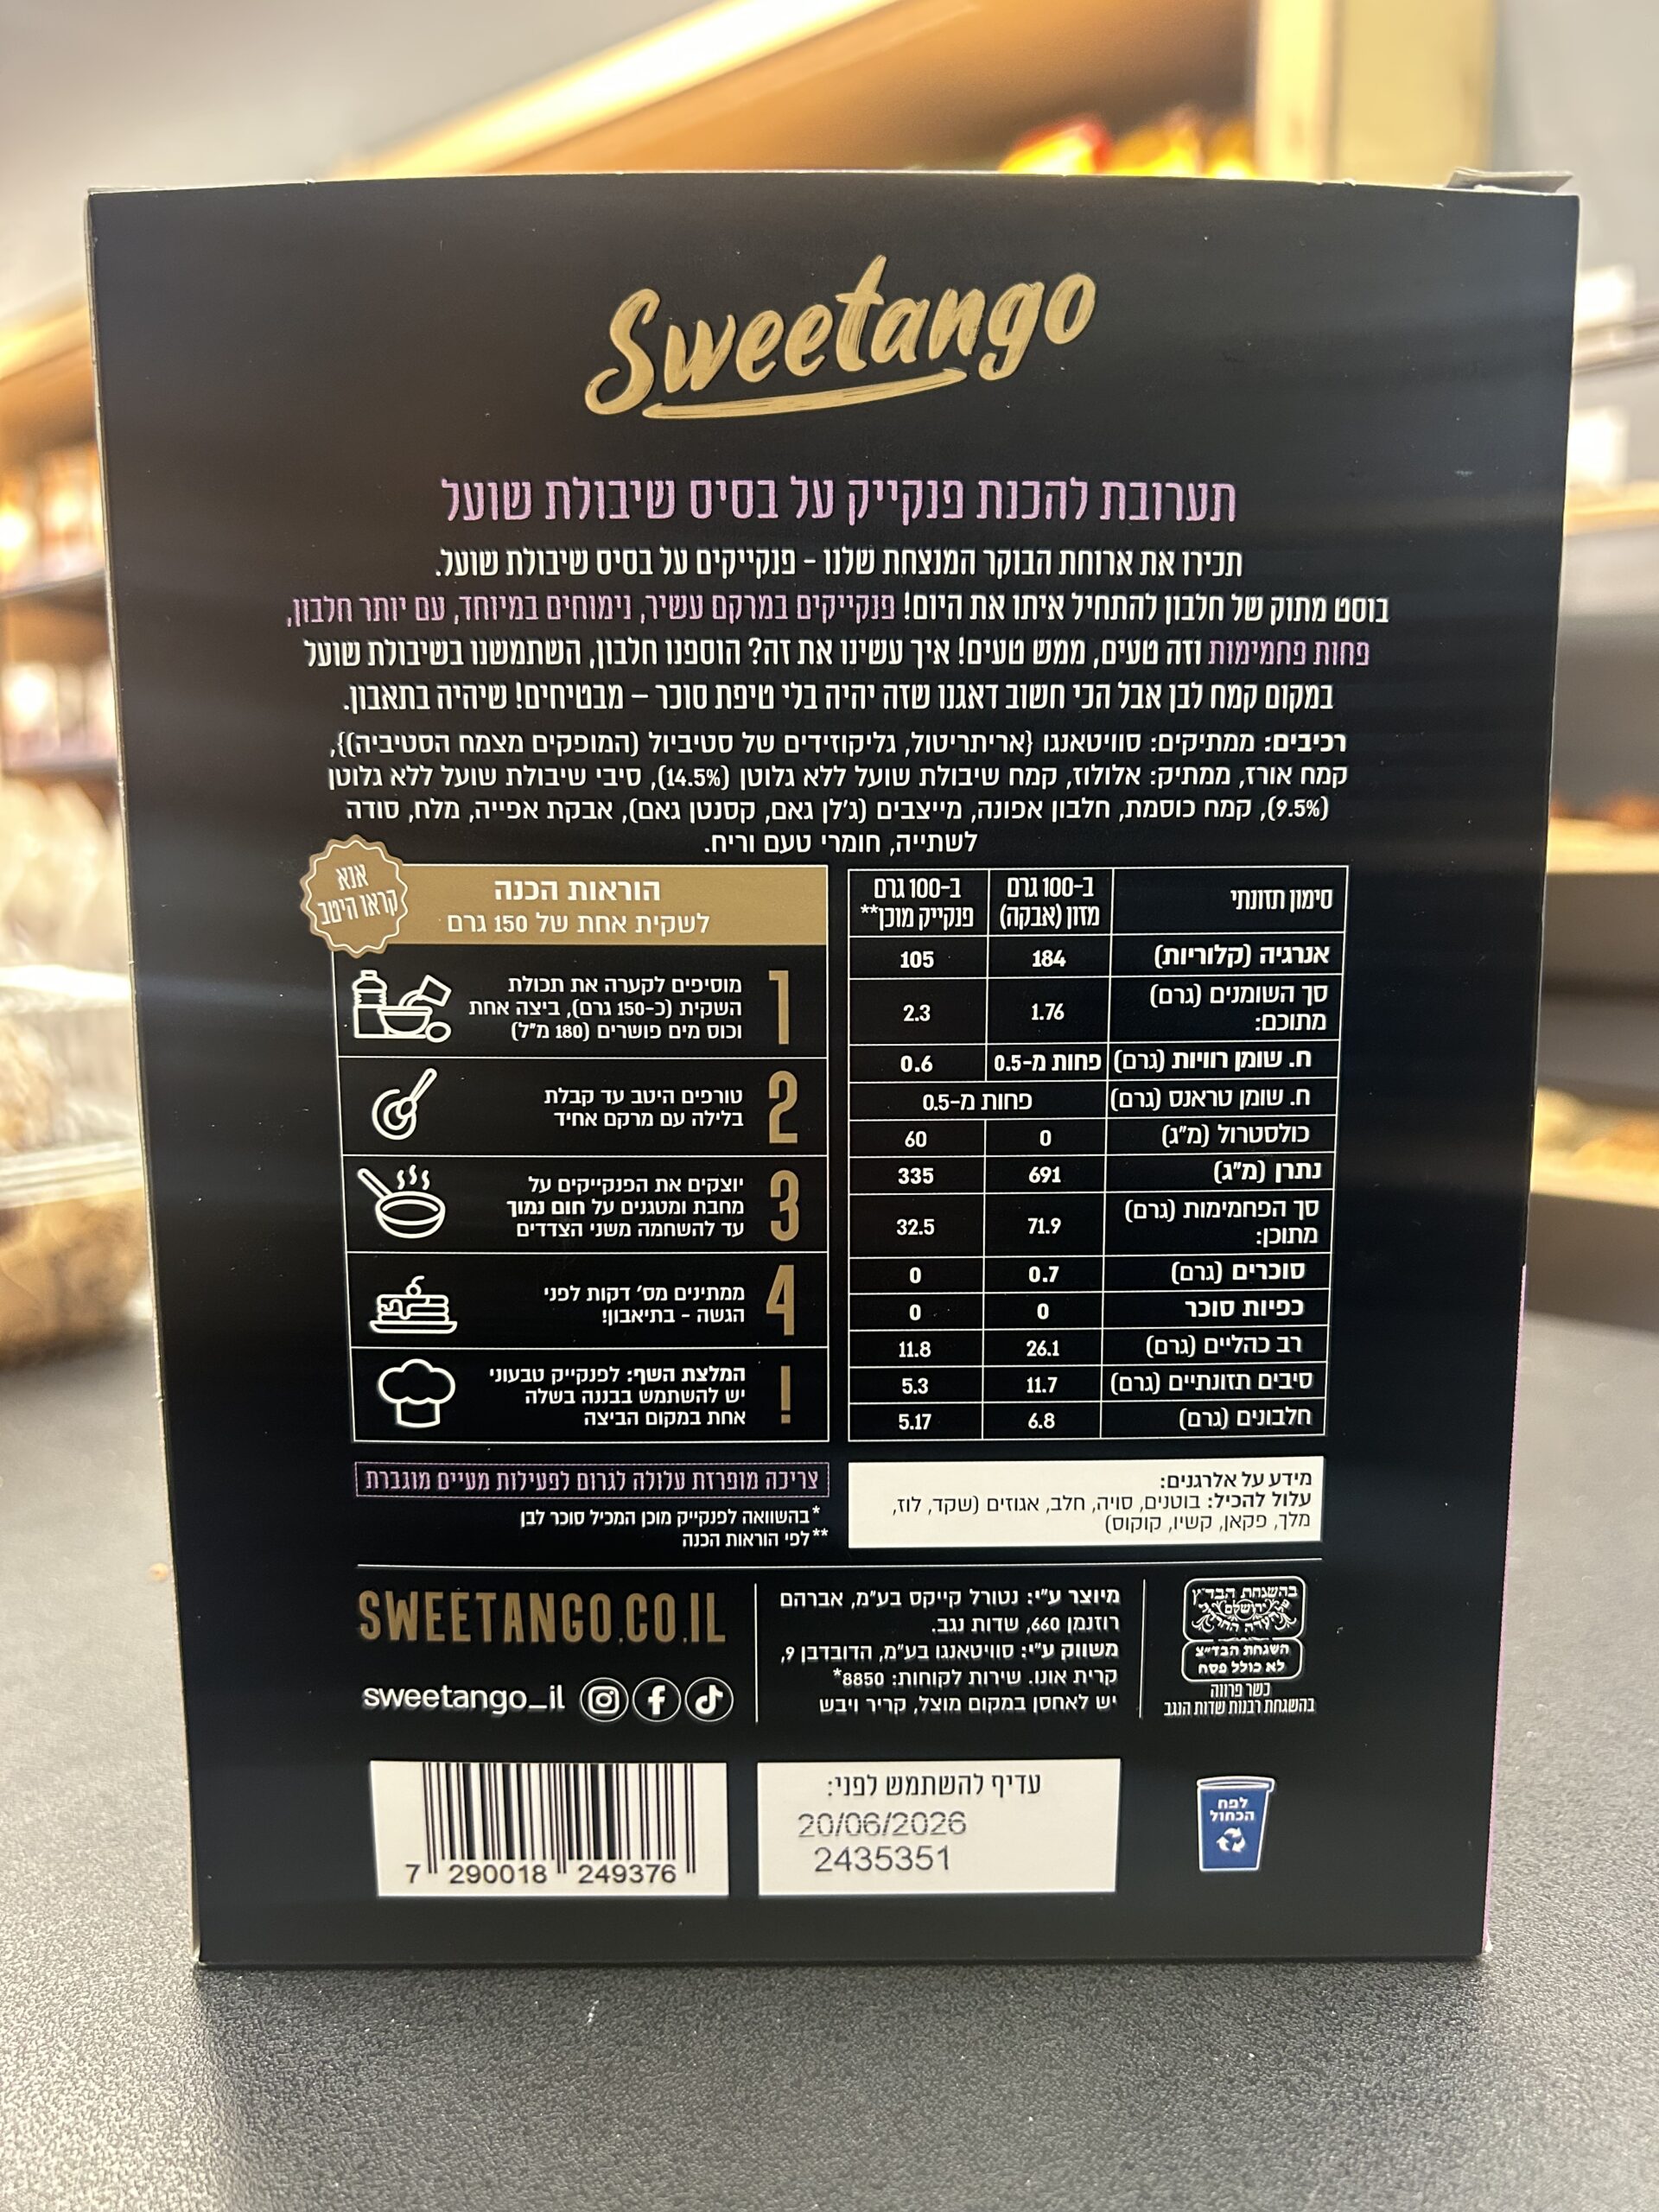 Sweetango
תערובת להכנת פנקייק על בסיס שיבולת שועל
תכירו את ארוחת הבוקר המנצחת שלנו - פנקייקים על בסיס שיבולת שועל.
בוסט מתוק של חלבון להתחיל איתו את היום! פנקייקים במרקם עשיר, נימוחים במיוחד, עם יותר חלבון,
פחות פחמימות וזה טעים, ממש טעים! איך עשינו את זה? הוספנו חלבון, השתמשנו בשיבולת שועל
במקום קמח לבן אבל הכי חשוב דאגנו שזה יהיה בלי טיפת סוכר – מבטיחים! שיהיה בתאבון.
רכיבים: ממתיקים: סוויטאנגו {אריתריטול, גליקוזידים של סטיביול (המופקים מצמח הסטיביה)},
קמח אורז, ממתיק: אלולוז, קמח שיבולת שועל ללא גלוטן (14.5%), סיבי שיבולת שועל ללא גלוטן
(9.5%), קמח כוסמת, חלבון אפונה, מייצבים (ג'לן גאם, קסנטן גאם), אבקת אפייה, מלח, סודה
לשתייה, חומרי טעם וריח.
סימון תזונתי ב-100 גרם מזון (אבקה) ב-100 גרם פנקייק מוכן**
אנרגיה (קלוריות) 184 105
סך השומנים (גרם) מתוכם: 1.76 2.3
ח. שומן רוויות (גרם) פחות מ-0.5 0.6
ח. שומן טראנס (גרם) פחות מ-0.5
כולסטרול (מ"ג) 0 60
נתרן (מ"ג) 691 335
סך הפחמימות (גרם) מתוכן: 71.9 32.5
סוכרים (גרם) 0.7 0
כפיות סוכר 0 0
רב כהליים (גרם) 26.1 11.8
סיבים תזונתיים (גרם) 11.7 5.3
חלבונים (גרם) 6.8 5.17
מידע על אלרגנים:
עלול להכיל: בוטנים, סויה, חלב, אגוזים (שקד, לוז,
מלך, פקאן, קשיו, קוקוס)
הוראות הכנה
לשקית אחת של 150 גרם
אנא
קראו היטב
1
מוסיפים לקערה את תכולת
השקית (כ-150 גרם), ביצה אחת
וכוס מים פושרים (180 מ"ל)
2
טורפים היטב עד קבלת
בלילה עם מרקם אחיד
3
יוצקים את הפנקייקים על
מחבת ומטגנים על חום נמוך
עד להשחמה משני הצדדים
4
ממתינים מס' דקות לפני
הגשה - בתיאבון!
!
המלצת השף: לפנקייק טבעוני
יש להשתמש בבננה בשלה
אחת במקום הביצה
צריכה מופרזת עלולה לגרום לפעילות מעיים מוגברת
*בהשוואה לפנקייק מוכן המכיל סוכר לבן
**לפי הוראות הכנה
בהשגחת הבד"ץ
ירושלם
השגחת הבד"צ
לא כולל פסח
כשר פרווה
בהשגחת רבנות שדות הנגב
מיוצר ע"י: נטורל קייקס בע"מ, אברהם
רוזנמן 660, שדות נגב.
משווק ע"י: סוויטאנגו בע"מ, הדובדבן 9,
קרית אונו. שירות לקוחות: 8850*
יש לאחסן במקום מוצל, קריר ויבש
SWEETANGO.CO.IL
sweetango_il
לפח
הכחול
עדיף להשתמש לפני:
20/06/2026
2435351
7 290018 249376